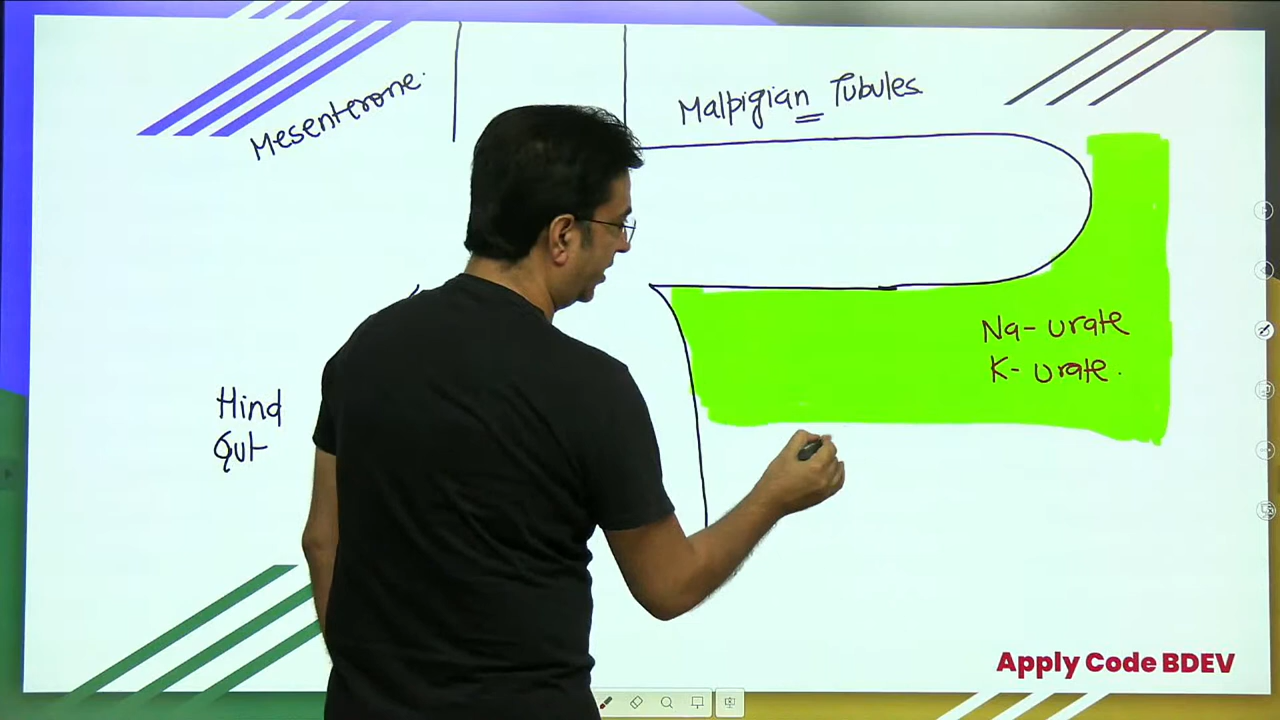 Mesenterone.
Malpigian Tubules
Na- urate
K- urate.
Hind
Gut
Apply Code BDEV